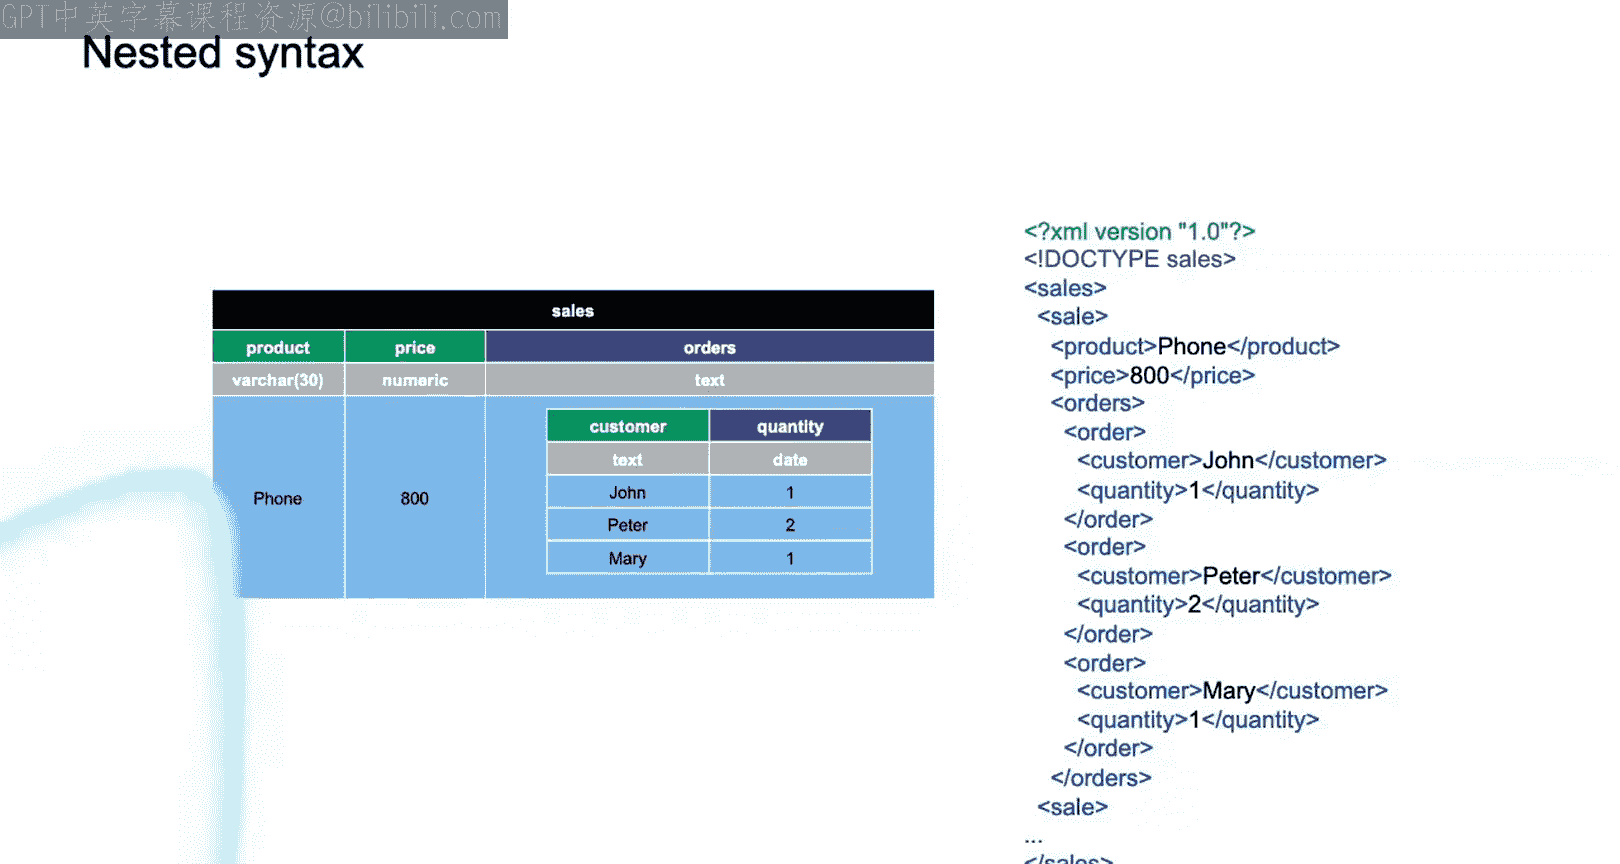 GPT中英字幕课程资源@bilibili.com
Nested syntax
sales
product price orders
varchar(30) numeric text
customer quantity
text date
John 1
Phone 800
Peter 2
Mary 1
<?xml version "1.0"?>
<!DOCTYPE sales>
<sales>
<sale>
<product>Phone</product>
<price>800</price>
<orders>
<order>
<customer>John</customer>
<quantity>1</quantity>
</order>
<order>
<customer>Peter</customer>
<quantity>2</quantity>
</order>
<order>
<customer>Mary</customer>
<quantity>1</quantity>
</order>
</orders>
<sale>
...
</sales>